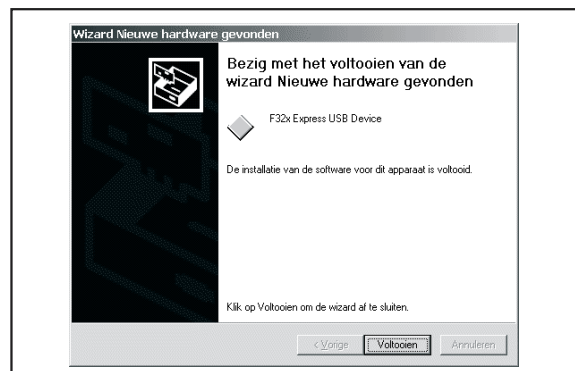 Wizard Nieuwe hardware gevonden
Bezig met het voltooien van de
wizard Nieuwe hardware gevonden
F32x Express USB Device
De installatie van de software voor dit apparaat is voltooid.
Klik op Voltooien om de wizard af te sluiten.
< Vorige Voltooien Annuleren